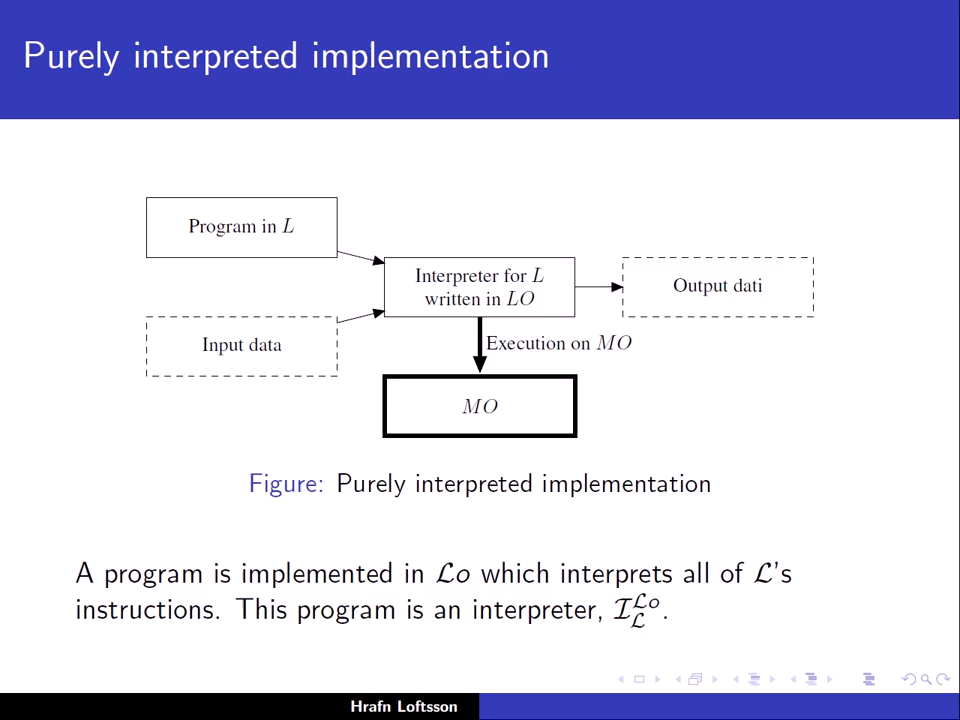 Purely interpreted implementation
Program in L
Interpreter for L
written in LO
Output dati
Input data
Execution on MO
MO
Figure: Purely interpreted implementation
A program is implemented in ℒo which interprets all of ℒ's
instructions. This program is an interpreter, ℐ_ℒ^ℒo.
Hrafn Loftsson